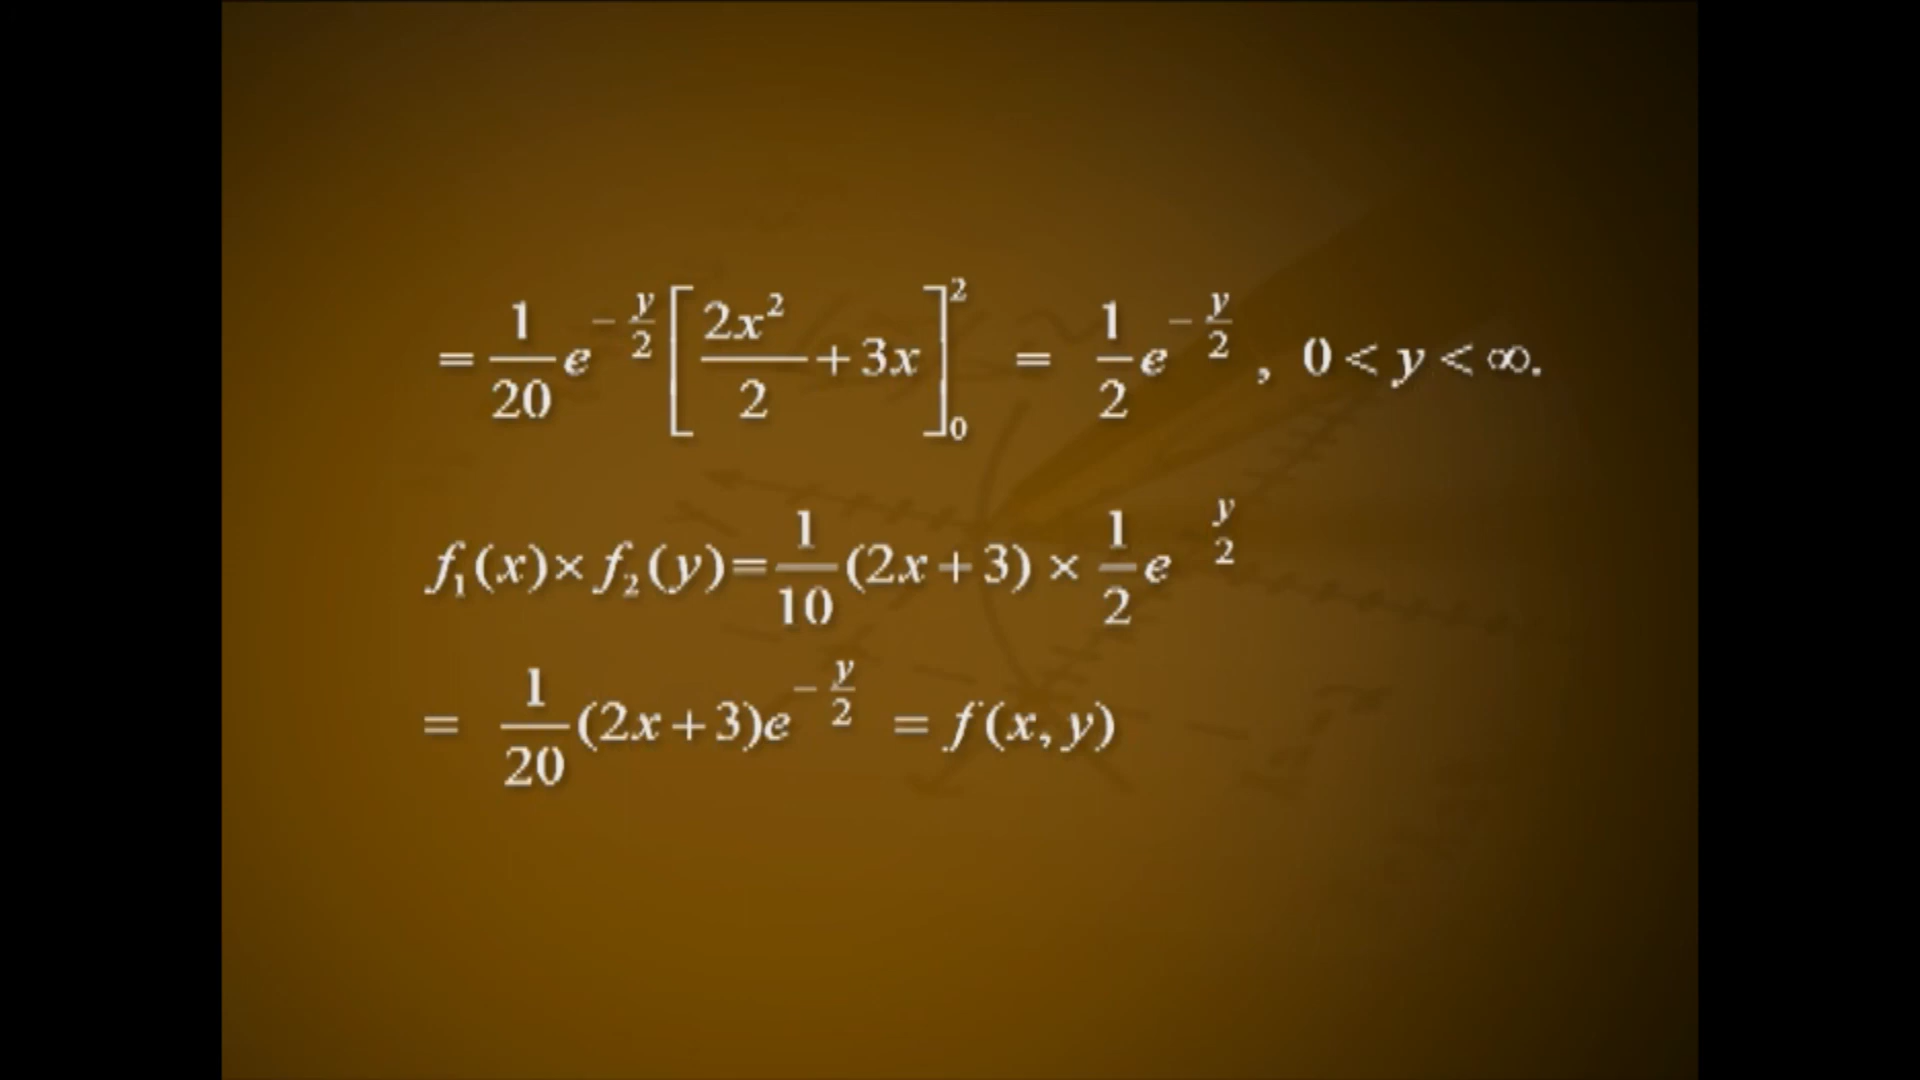 = 1/20 e^{-y/2} [ 2x²/2 + 3x ]₀² = 1/2 e^{-y/2} , 0 < y < ∞.
f₁(x) × f₂(y) = 1/10 (2x + 3) × 1/2 e^{y/2}
= 1/20 (2x + 3)e^{-y/2} = f(x, y)